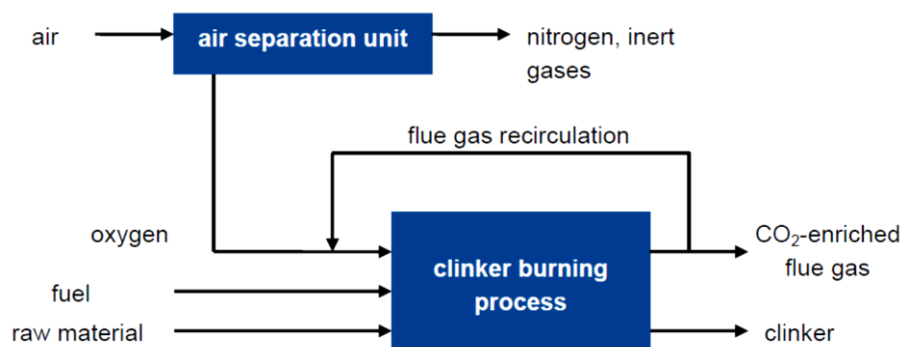 air
air separation unit
nitrogen, inert
gases
flue gas recirculation
oxygen
CO₂-enriched
flue gas
clinker burning
process
fuel
raw material
clinker